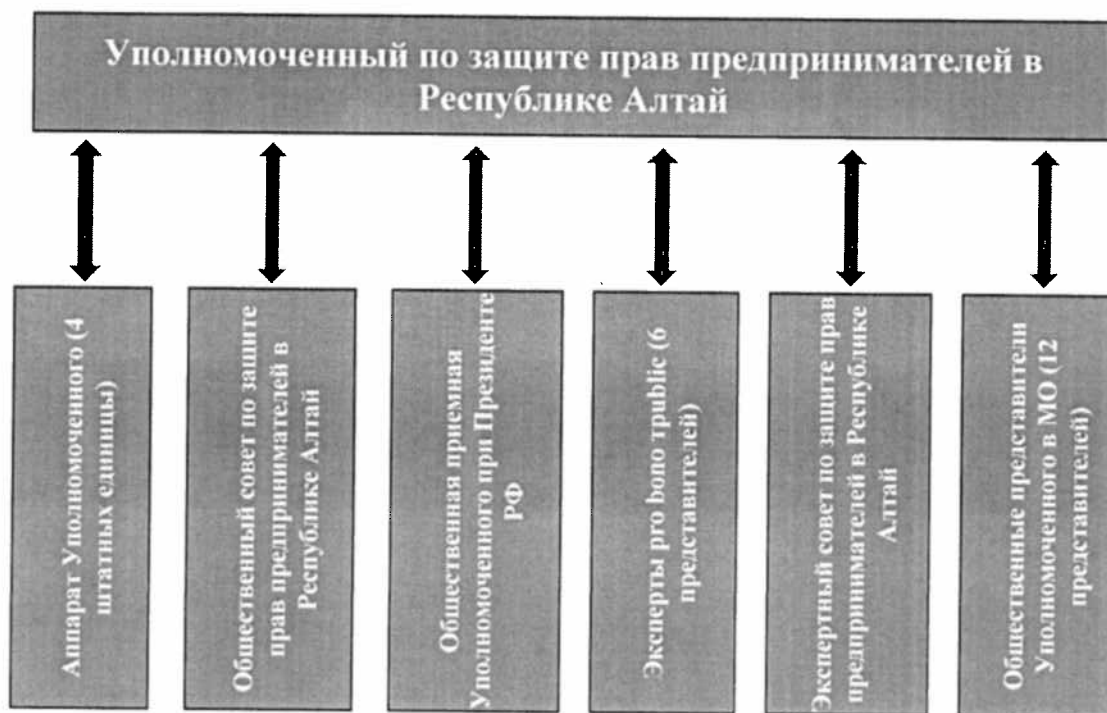 Уполномоченный по защите прав предпринимателей в
Республике Алтай
Аппарат Уполномоченного (4
штатных единицы)
Общественный совет по защите
прав предпринимателей в
Республике Алтай
Общественная приемная
Уполномоченного при Президенте
РФ
Эксперты pro bono трublic (6
представителей)
Экспертный совет по защите прав
предпринимателей в Республике
Алтай
Общественные представители
Уполномоченного в МО (12
представителей)